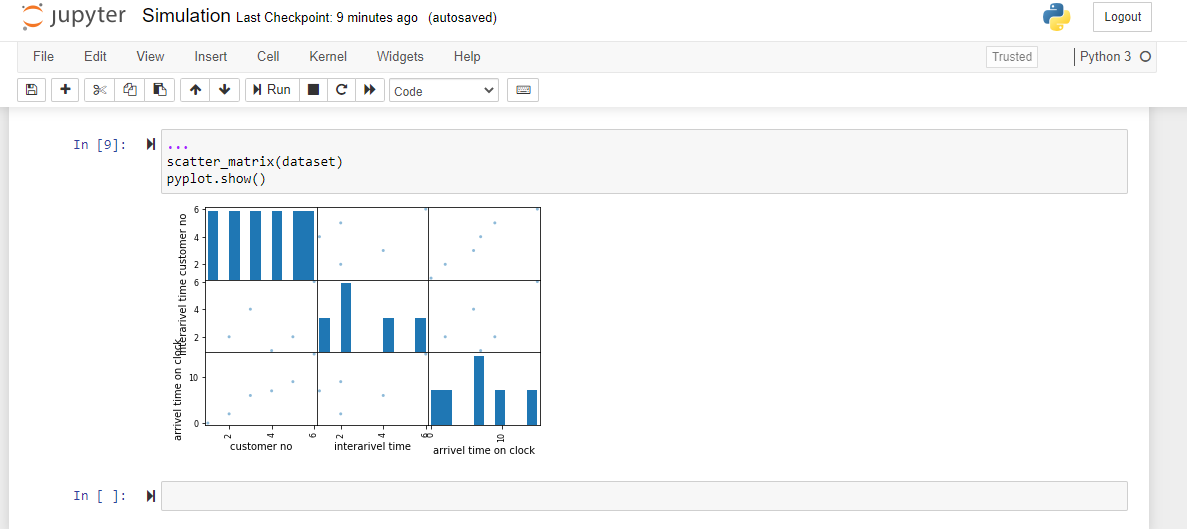 jupyter Simulation Last Checkpoint: 9 minutes ago (autosaved)
Logout
File Edit View Insert Cell Kernel Widgets Help
Trusted
Python 3
Run
Code
In [9]:
...
scatter_matrix(dataset)
pyplot.show()
customer no
6
4
2
interarivel time
6
4
2
arrivel time on clock
10
0
2 4 6
2 4 6
0 10
customer no
interarivel time
arrivel time on clock
In [ ]: